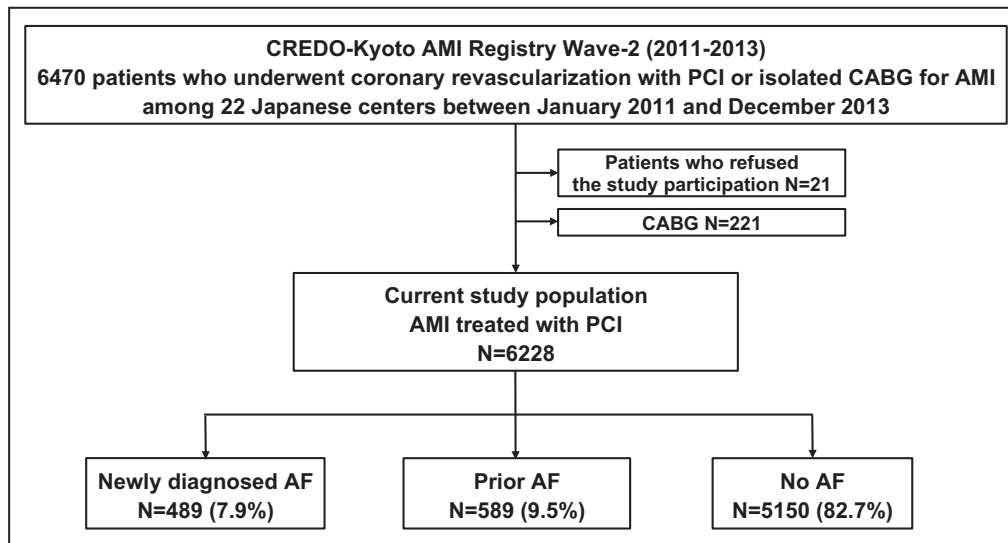 CREDO-Kyoto AMI Registry Wave-2 (2011-2013)
6470 patients who underwent coronary revascularization with PCI or isolated CABG for AMI
among 22 Japanese centers between January 2011 and December 2013
Patients who refused
the study participation N=21
CABG N=221
Current study population
AMI treated with PCI
N=6228
Newly diagnosed AF
N=489 (7.9%)
Prior AF
N=589 (9.5%)
No AF
N=5150 (82.7%)